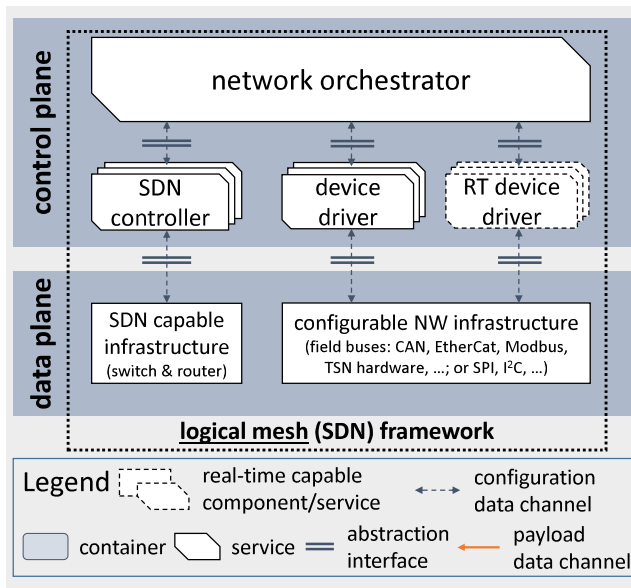 control plane
network orchestrator
SDN
controller
device
driver
RT device
driver
data plane
SDN capable
infrastructure
(switch & router)
configurable NW infrastructure
(field buses: CAN, EtherCat, Modbus,
TSN hardware, ...; or SPI, I²C, ...)
logical mesh (SDN) framework
Legend
real-time capable
component/service
configuration
data channel
container
service
abstraction
interface
payload
data channel